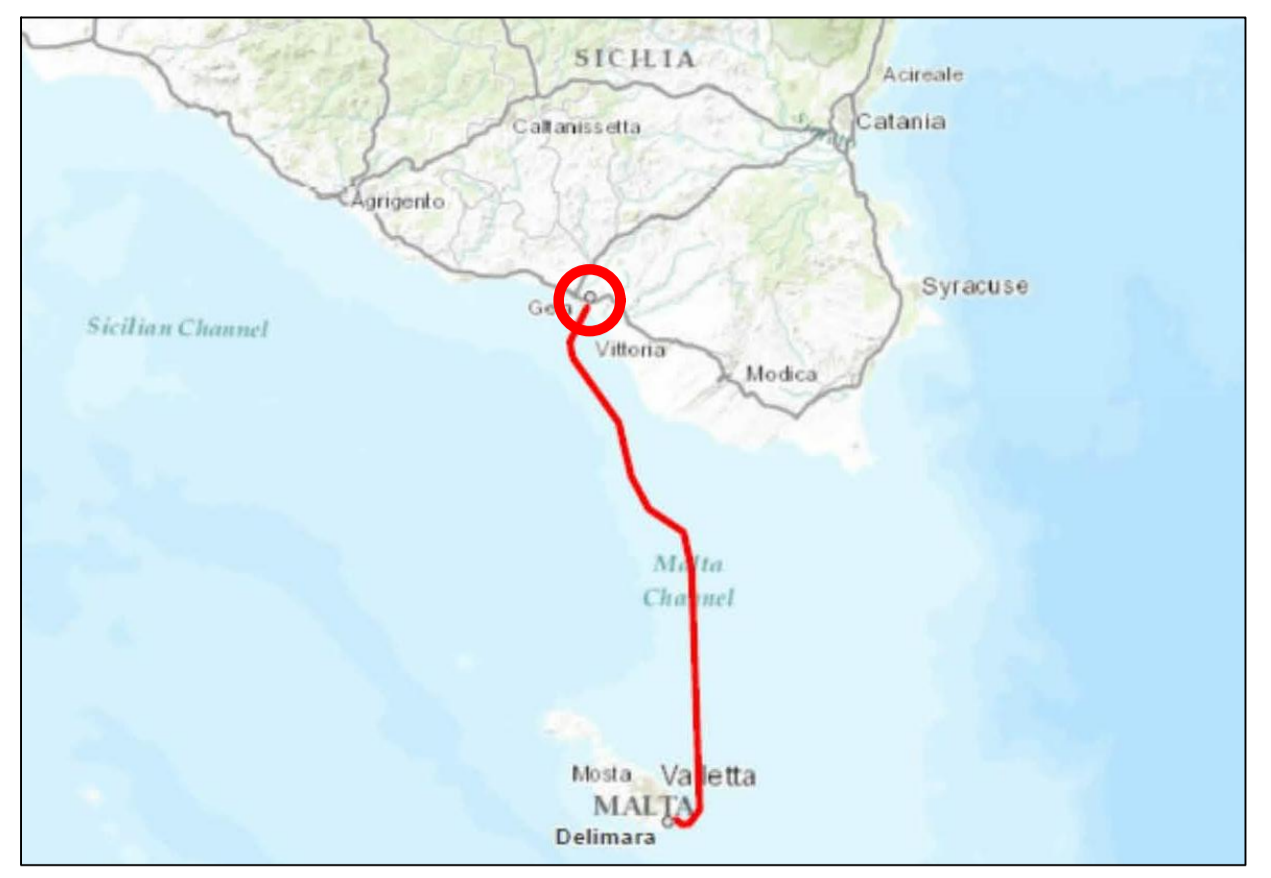 SICILIA
Acireale
Catania
Caltanissetta
Agrigento
Syracuse
Sicilian Channel
Vittoria
Modica
Malta
Channel
Mosta
Valletta
MALTA
Delimara